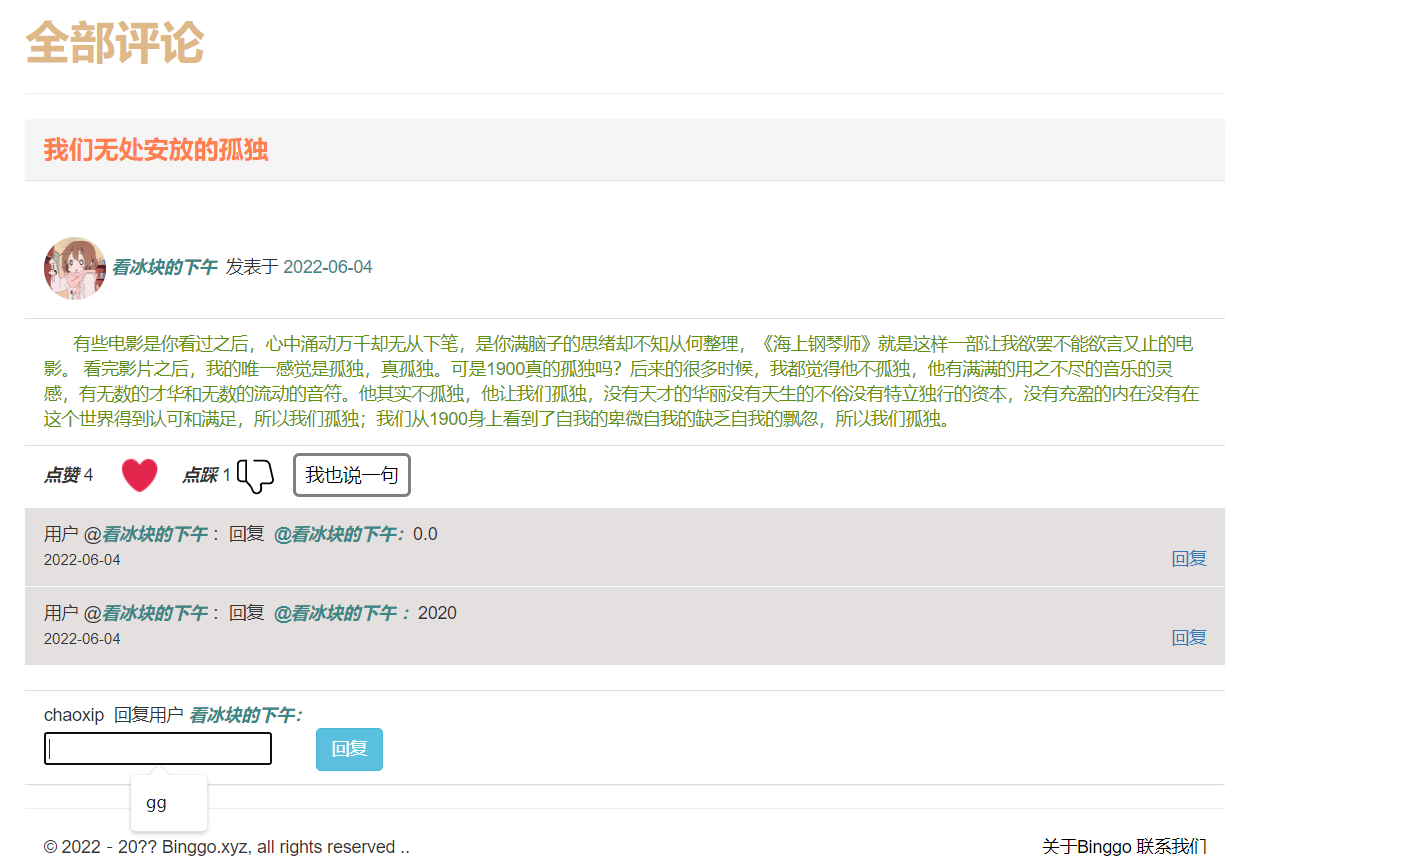 全部评论
我们无处安放的孤独
看冰块的下午 发表于 2022-06-04
有些电影是你看过之后，心中涌动万千却无从下笔，是你满脑子的思绪却不知从何整理，《海上钢琴师》就是这样一部让我欲罢不能欲言又止的电
影。 看完影片之后，我的唯一感觉是孤独，真孤独。可是1900真的孤独吗？后来的很多时候，我都觉得他不孤独，他有满满的用之不尽的音乐的灵
感，有无数的才华和无数的流动的音符。他其实不孤独，他让我们孤独，没有天才的华丽没有天生的不俗没有特立独行的资本，没有充盈的内在没有在
这个世界得到认可和满足，所以我们孤独；我们从1900身上看到了自我的卑微自我的缺乏自我的飘忽，所以我们孤独。
点赞 4 点踩 1 我也说一句
用户 @看冰块的下午 ： 回复 @看冰块的下午： 0.0
2022-06-04 回复
用户 @看冰块的下午 ： 回复 @看冰块的下午 ： 2020
2022-06-04 回复
chaoxip 回复用户 看冰块的下午：
回复
gg
© 2022 - 20?? Binggo.xyz, all rights reserved .. 关于Binggo 联系我们